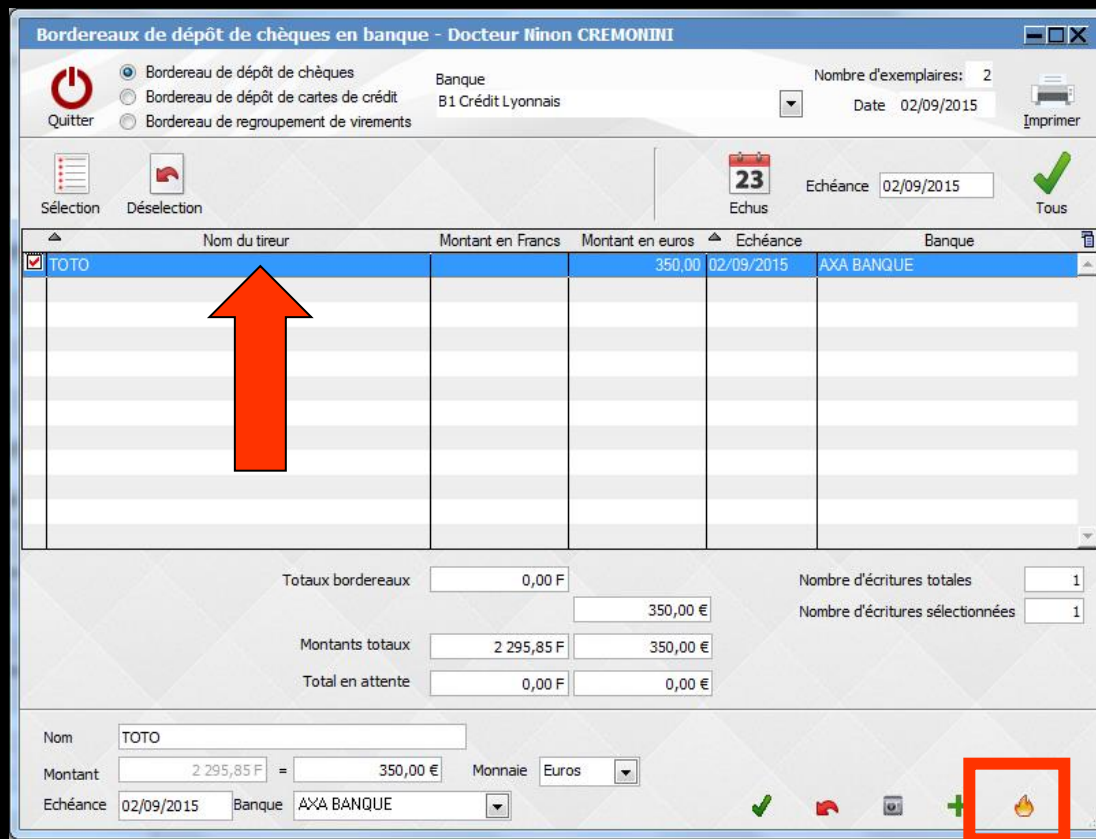 Bordereaux de dépôt de chèques en banque - Docteur Ninon CREMONINI
Bordereau de dépôt de chèques
Bordereau de dépôt de cartes de crédit
Bordereau de regroupement de virements
Quitter
Banque
B1 Crédit Lyonnais
Nombre d'exemplaires: 2
Date 02/09/2015
Imprimer
Sélection Déselection
23
Echus
Echéance 02/09/2015
Tous
Nom du tireur Montant en Francs Montant en euros Echéance Banque
TOTO 350,00 02/09/2015 AXA BANQUE
Totaux bordereaux 0,00 F Nombre d'écritures totales 1
350,00 € Nombre d'écritures sélectionnées 1
Montants totaux 2 295,85 F 350,00 €
Total en attente 0,00 F 0,00 €
Nom TOTO
Montant 2 295,85 F = 350,00 € Monnaie Euros
Echéance 02/09/2015 Banque AXA BANQUE